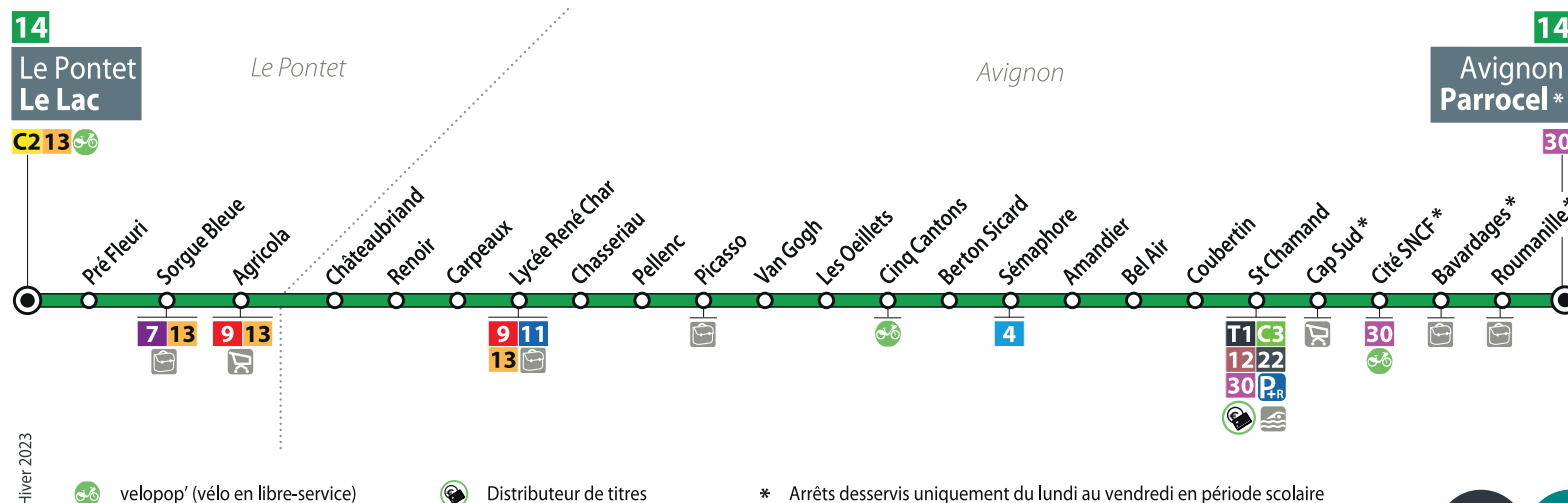 14
Le Pontet
Le Lac
C2 13
Le Pontet
Avignon
14
Avignon
Parrocel *
30
Pré Fleuri
Sorgue Bleue
Agricola
Châteaubriand
Renoir
Carpeaux
Lycée René Char
Chasseriau
Pellenc
Picasso
Van Gogh
Les Oeillets
Cinq Cantons
Berton Sicard
Sémaphore
Amandier
Bel Air
Coubertin
St Chamand
Cap Sud *
Cité SNCF *
Bavardages *
Roumanille *
7 13
9 13
9 11
13
4
T1 C3
12 22
30 P+R
30
Hiver 2023
velopop' (vélo en libre-service)
Distributeur de titres
* Arrêts desservis uniquement du lundi au vendredi en période scolaire